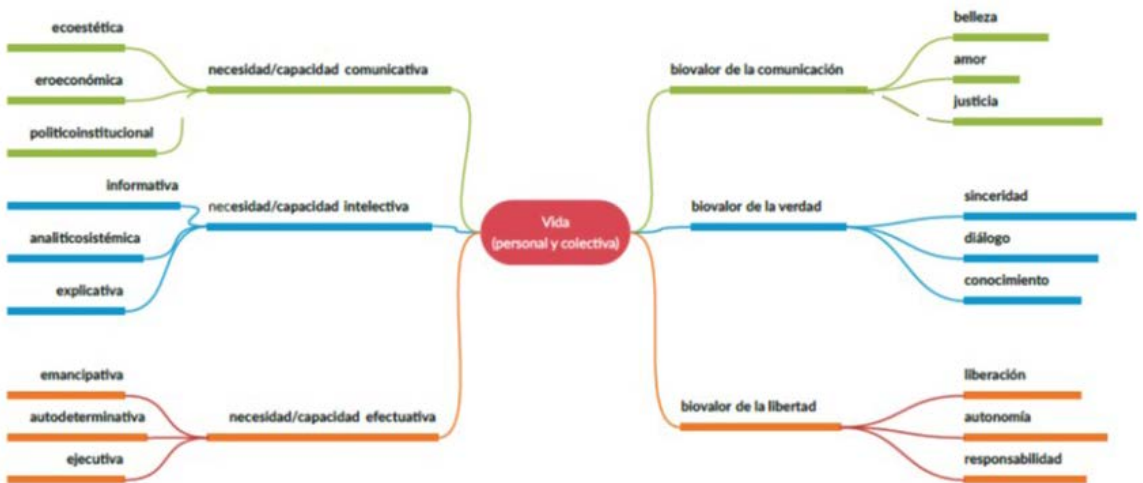 ecoestética
eroeconómica
politicoinstitucional
necesidad/capacidad comunicativa
informativa
analiticosistémica
explicativa
necesidad/capacidad intelectiva
emancipativa
autodeterminativa
ejecutiva
necesidad/capacidad efectuativa
Vida
(personal y colectiva)
biovalor de la comunicación
belleza
amor
justicia
biovalor de la verdad
sinceridad
diálogo
conocimiento
biovalor de la libertad
liberación
autonomía
responsabilidad